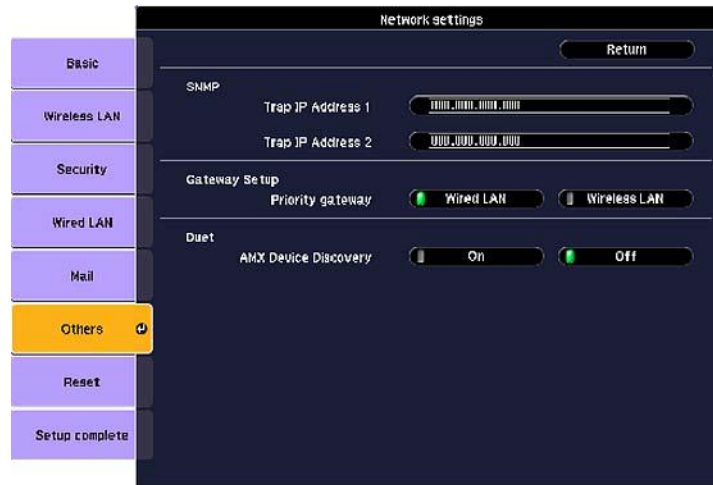 Network settings
Return
Basic
Wireless LAN
Security
Wired LAN
Mail
Others
Reset
Setup complete
SNMP
Trap IP Address 1
Trap IP Address 2
Gateway Setup
Priority gateway Wired LAN Wireless LAN
Duet
AMX Device Discovery On Off